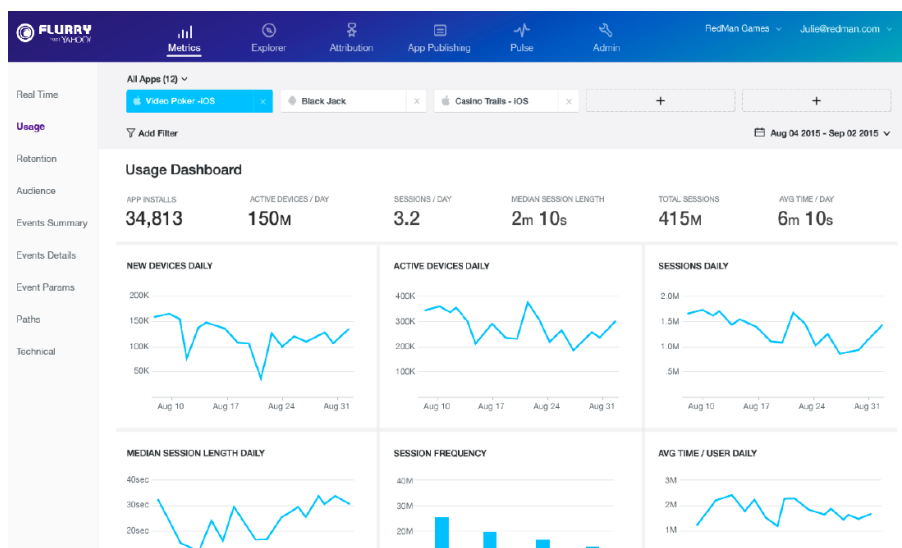 FLURRY
FROM YAHOO!
Metrics
Explorer
Attribution
App Publishing
Pulse
Admin
RedMan Games
Julie@redman.com
Real Time
Usage
Retention
Audience
Events Summary
Events Details
Event Params
Paths
Technical
All Apps (12)
Video Poker -iOS ×
Black Jack ×
Casino Trails - iOS ×
+
+
Add Filter
Aug 04 2015 - Sep 02 2015
Usage Dashboard
APP INSTALLS
34,813
ACTIVE DEVICES / DAY
150M
SESSIONS / DAY
3.2
MEDIAN SESSION LENGTH
2m 10s
TOTAL SESSIONS
415M
AVG TIME / DAY
6m 10s
NEW DEVICES DAILY
200K
150K
100K
50K
Aug 10 Aug 17 Aug 24 Aug 31
ACTIVE DEVICES DAILY
400K
300K
200K
100K
Aug 10 Aug 17 Aug 24 Aug 31
SESSIONS DAILY
2.0M
1.5M
1.0M
.5M
Aug 10 Aug 17 Aug 24 Aug 31
MEDIAN SESSION LENGTH DAILY
40sec
30sec
20sec
SESSION FREQUENCY
40M
30M
20M
AVG TIME / USER DAILY
3M
2M
1M